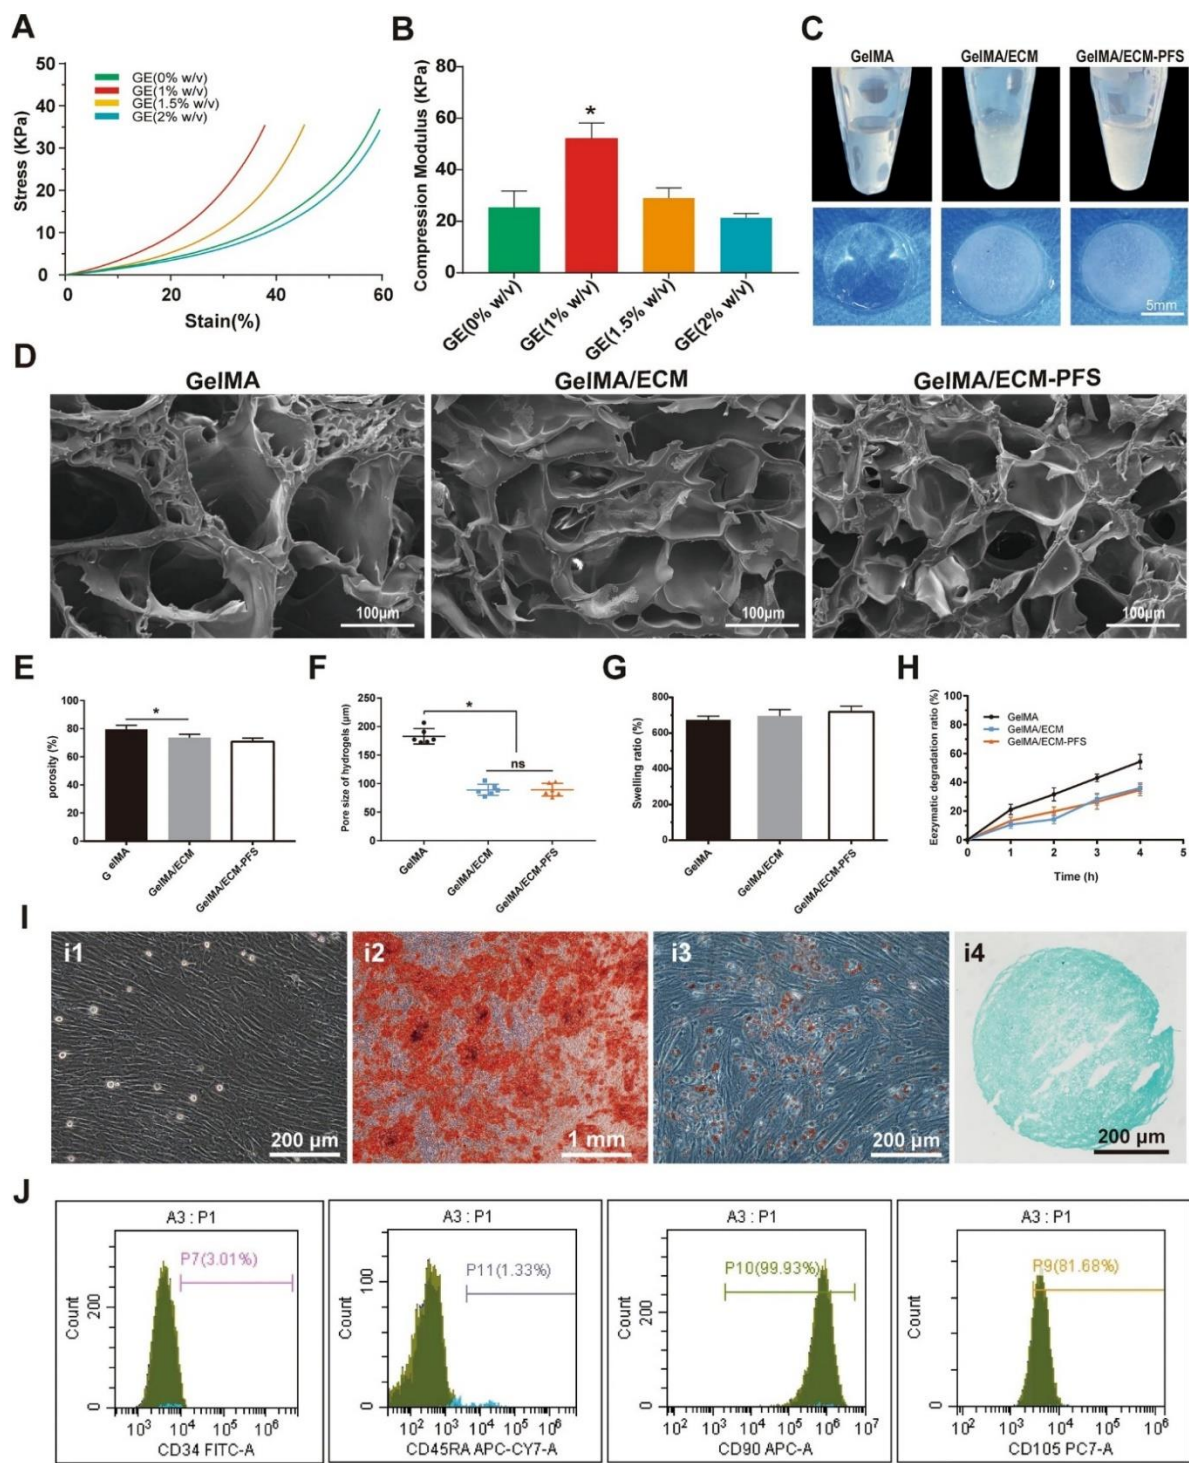 A
Stress (KPa)
50
40
30
20
10
0
GE(0% w/v)
GE(1% w/v)
GE(1.5% w/v)
GE(2% w/v)
0 20 40 60
Stain(%)
B
Compression Modulus (KPa)
80
60
40
20
0
*
GE(0% w/v)
GE(1% w/v)
GE(1.5% w/v)
GE(2% w/v)
C
GelMA GelMA/ECM GelMA/ECM-PFS
5mm
D
GelMA GelMA/ECM GelMA/ECM-PFS
100μm 100μm 100μm
E
porosity (%)
100
80
60
40
20
0
*
G elMA
GelMA/ECM
GelMA/ECM-PFS
F
Pore size of hydrogels (μm)
250
200
150
100
50
0
*
ns
GelMA
GelMA/ECM
GelMA/ECM-PFS
G
Swelling ratio (%)
800
600
400
200
0
GelMA
GelMA/ECM
GelMA/ECM-PFS
H
Eezymatic degradation ratio (%)
100
80
60
40
20
0
GelMA
GelMA/ECM
GelMA/ECM-PFS
0 1 2 3 4 5
Time (h)
I
i1 i2 i3 i4
200 μm 1 mm 200 μm 200 μm
J
A3 : P1
P7(3.01%)
Count
200
0
10³ 10⁴ 10⁵ 10⁶
CD34 FITC-A
A3 : P1
P11(1.33%)
Count
100
0
10² 10³ 10⁴ 10⁵ 10⁶
CD45RA APC-CY7-A
A3 : P1
P10(99.93%)
Count
200
0
10² 10³ 10⁴ 10⁵ 10⁶ 10⁷
CD90 APC-A
A3 : P1
P9(81.68%)
Count
200
0
10² 10³ 10⁴ 10⁵ 10⁶
CD105 PC7-A